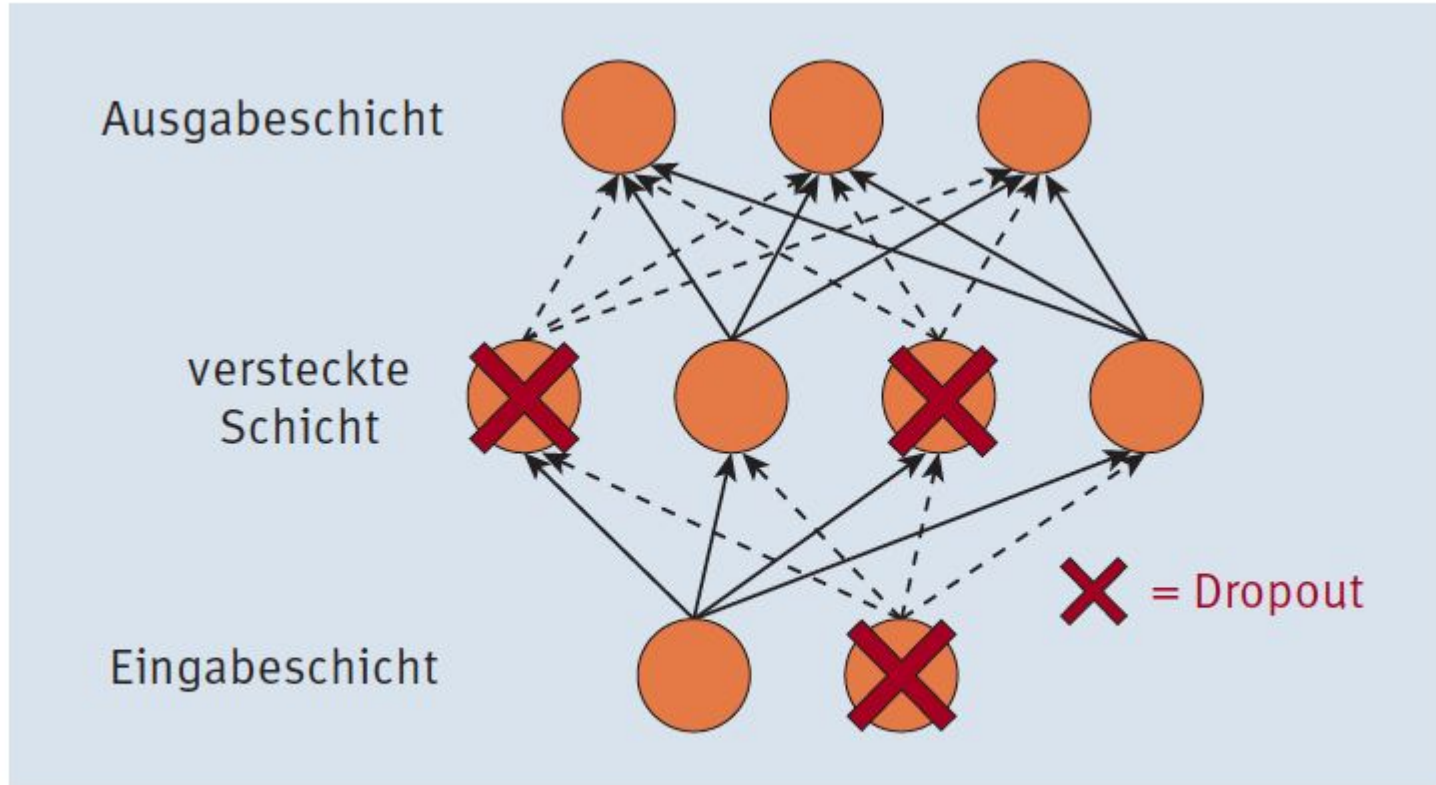 Ausgabeschicht
versteckte
Schicht
= Dropout
Eingabeschicht